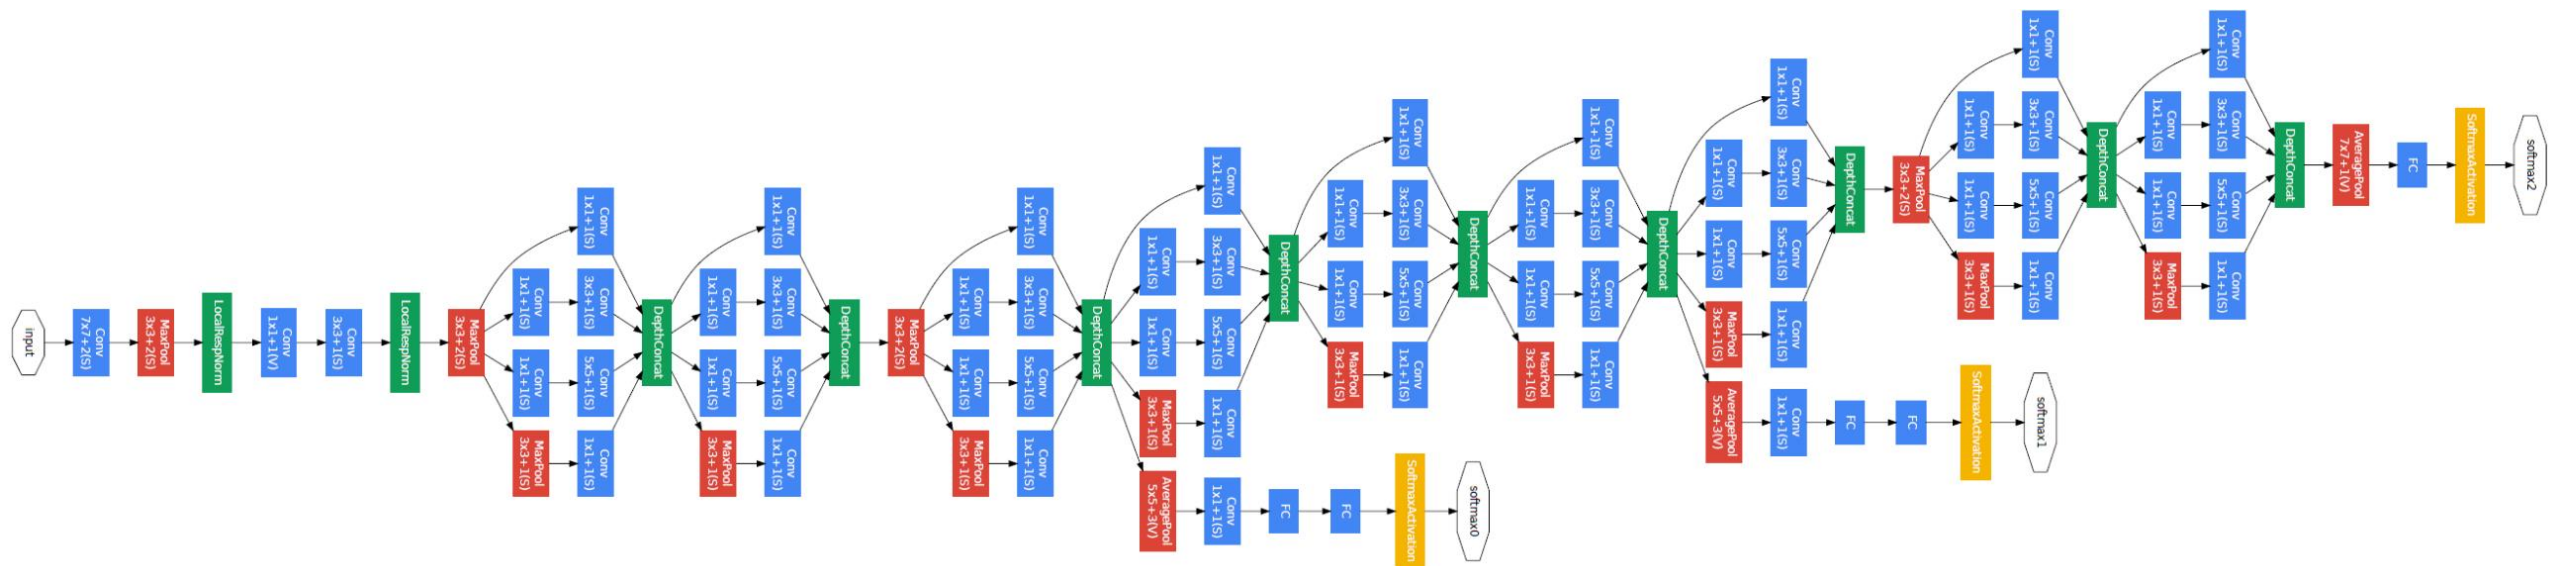 input
Conv
7x7+2(S)
MaxPool
3x3+2(S)
LocalRespNorm
Conv
1x1+1(V)
Conv
3x3+1(S)
LocalRespNorm
MaxPool
3x3+2(S)
Conv
1x1+1(S)
Conv
1x1+1(S)
MaxPool
3x3+1(S)
Conv
1x1+1(S)
Conv
3x3+1(S)
Conv
5x5+1(S)
Conv
1x1+1(S)
DepthConcat
Conv
1x1+1(S)
Conv
1x1+1(S)
MaxPool
3x3+1(S)
Conv
1x1+1(S)
Conv
3x3+1(S)
Conv
5x5+1(S)
Conv
1x1+1(S)
DepthConcat
MaxPool
3x3+2(S)
Conv
1x1+1(S)
Conv
1x1+1(S)
MaxPool
3x3+1(S)
Conv
1x1+1(S)
Conv
3x3+1(S)
Conv
5x5+1(S)
Conv
1x1+1(S)
DepthConcat
Conv
1x1+1(S)
Conv
1x1+1(S)
MaxPool
3x3+1(S)
AveragePool
5x5+3(V)
Conv
1x1+1(S)
Conv
3x3+1(S)
Conv
5x5+1(S)
Conv
1x1+1(S)
Conv
1x1+1(S)
DepthConcat
FC
FC
SoftmaxActivation
softmax0
Conv
1x1+1(S)
Conv
1x1+1(S)
MaxPool
3x3+1(S)
Conv
1x1+1(S)
Conv
3x3+1(S)
Conv
5x5+1(S)
Conv
1x1+1(S)
DepthConcat
Conv
1x1+1(S)
Conv
1x1+1(S)
MaxPool
3x3+1(S)
Conv
1x1+1(S)
Conv
3x3+1(S)
Conv
5x5+1(S)
Conv
1x1+1(S)
DepthConcat
Conv
1x1+1(S)
Conv
1x1+1(S)
MaxPool
3x3+1(S)
AveragePool
5x5+3(V)
Conv
1x1+1(S)
Conv
3x3+1(S)
Conv
5x5+1(S)
Conv
1x1+1(S)
Conv
1x1+1(S)
DepthConcat
FC
FC
SoftmaxActivation
softmax1
MaxPool
3x3+2(S)
Conv
1x1+1(S)
Conv
1x1+1(S)
MaxPool
3x3+1(S)
Conv
1x1+1(S)
Conv
3x3+1(S)
Conv
5x5+1(S)
Conv
1x1+1(S)
DepthConcat
Conv
1x1+1(S)
Conv
1x1+1(S)
MaxPool
3x3+1(S)
Conv
1x1+1(S)
Conv
3x3+1(S)
Conv
5x5+1(S)
Conv
1x1+1(S)
DepthConcat
AveragePool
7x7+1(V)
FC
SoftmaxActivation
softmax2